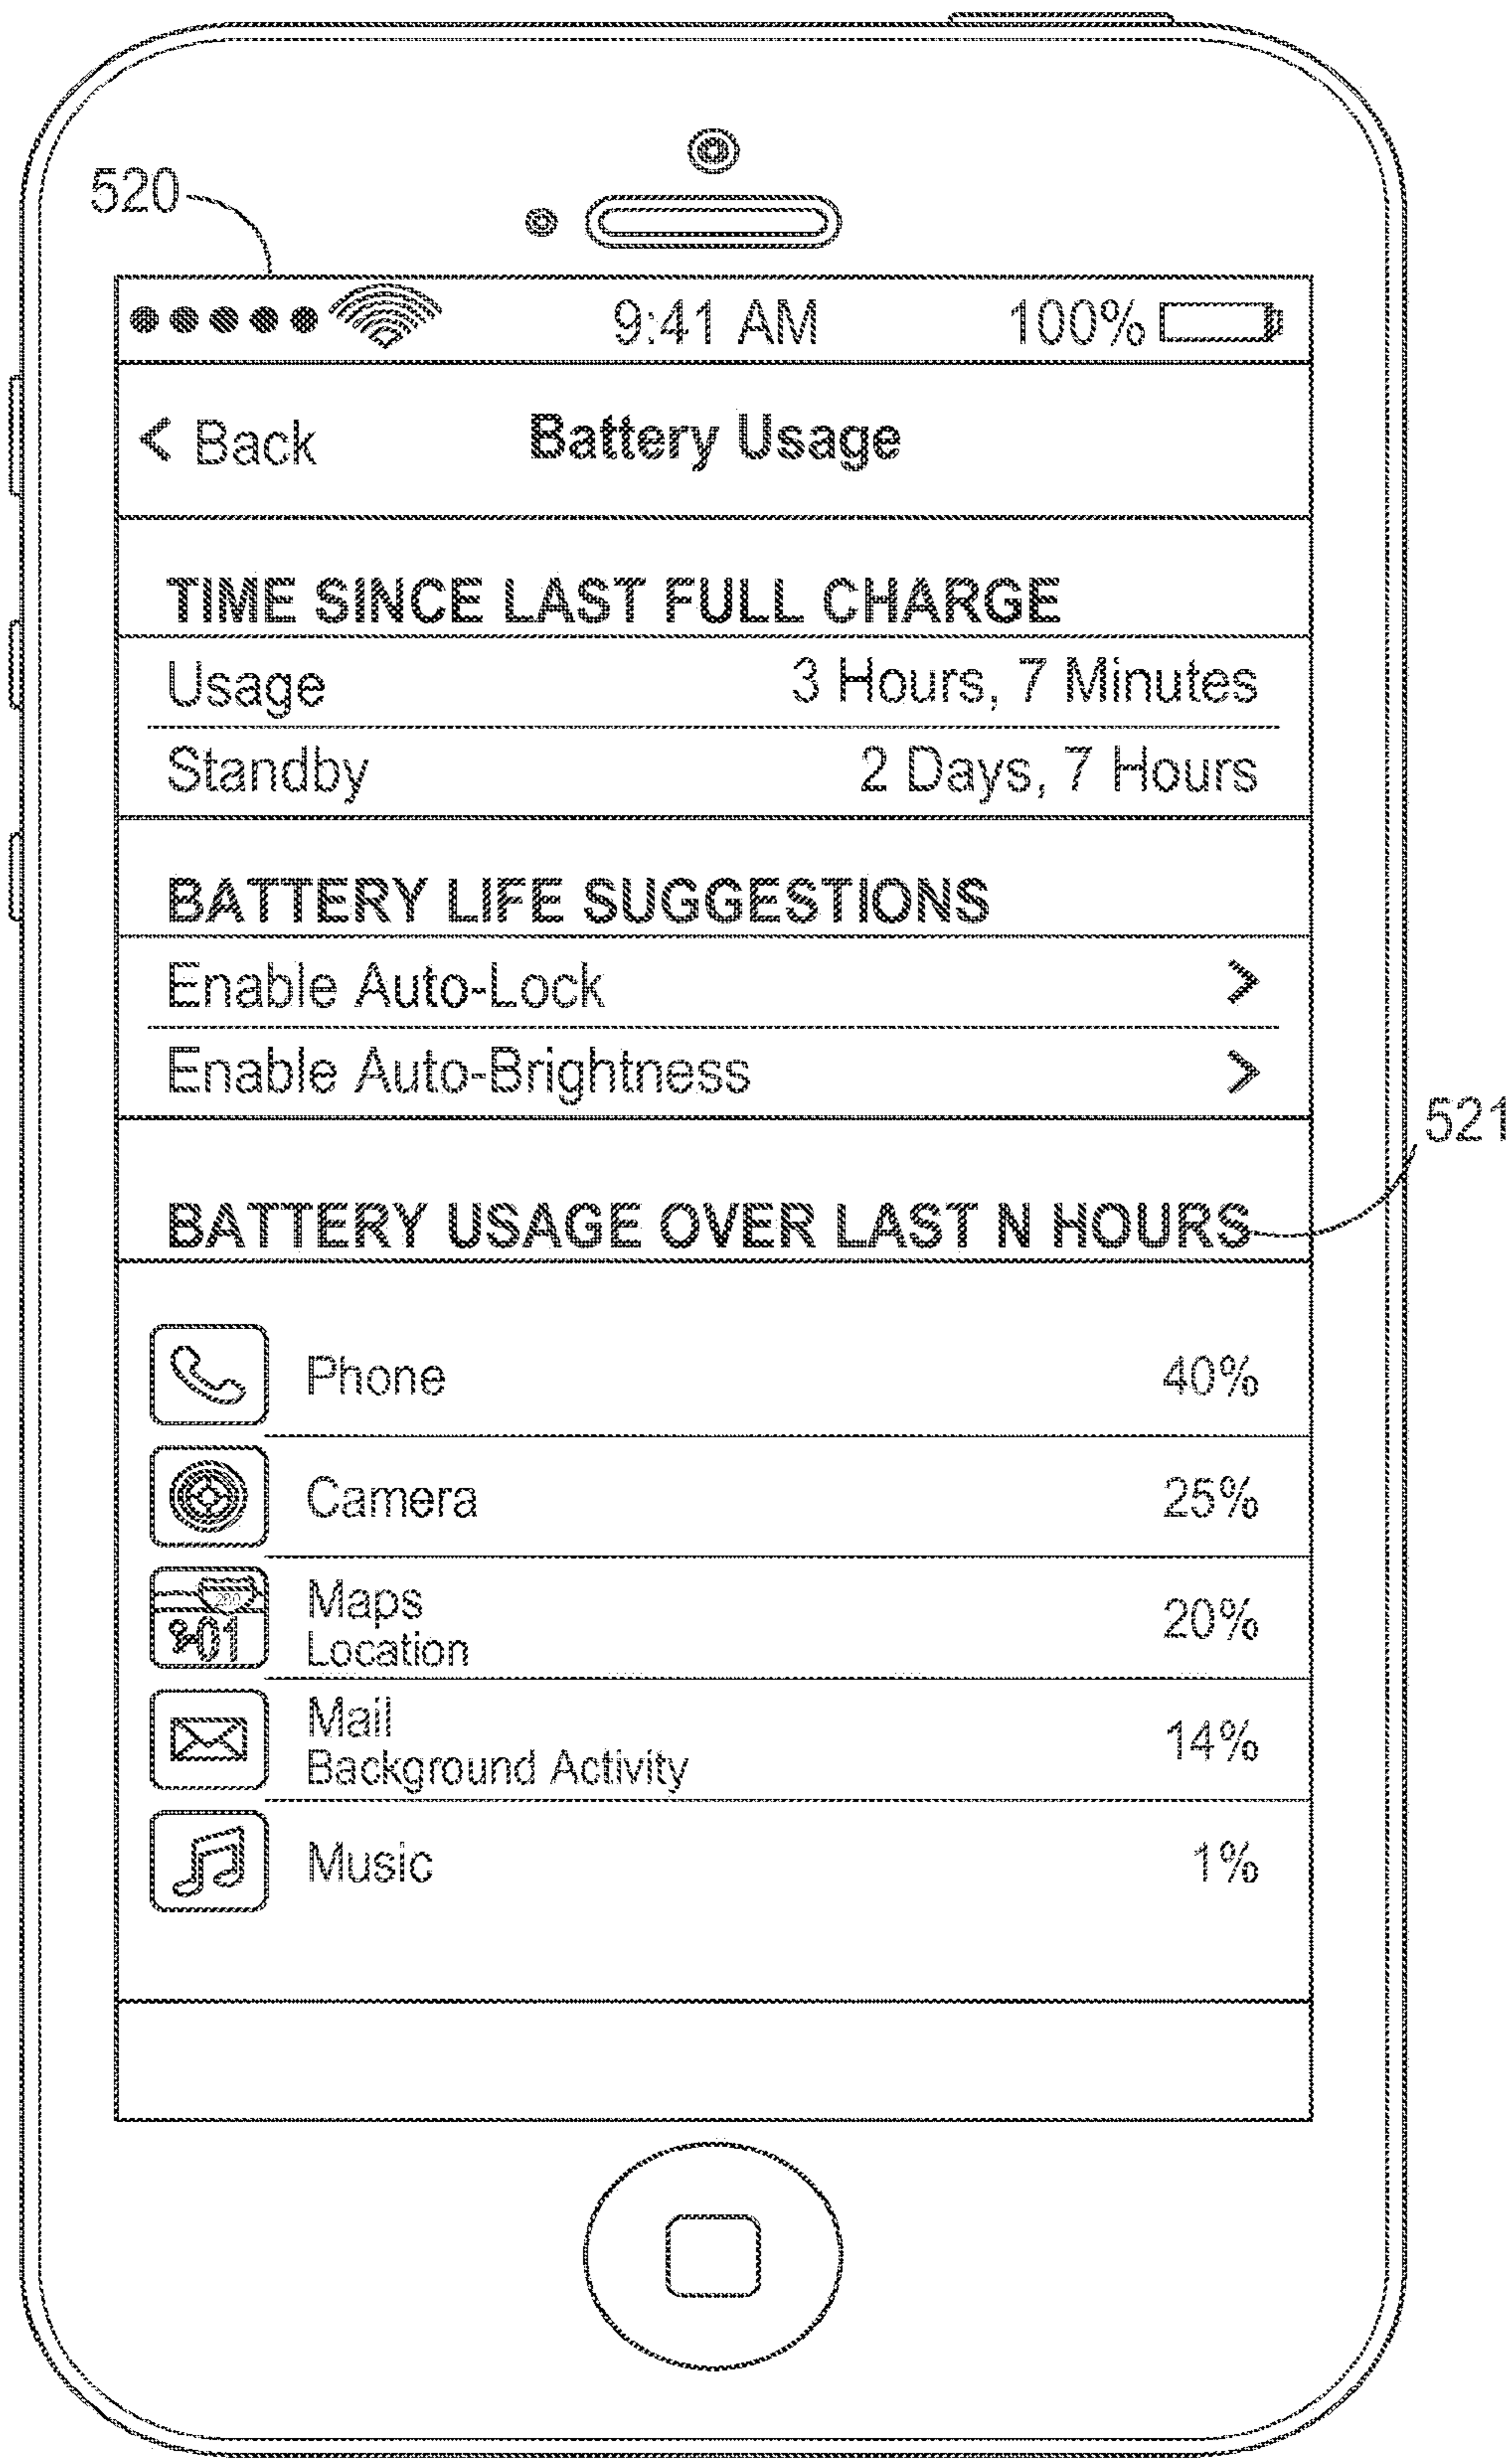 520
9:41 AM 100%
< Back Battery Usage
TIME SINCE LAST FULL CHARGE
Usage 3 Hours, 7 Minutes
Standby 2 Days, 7 Hours
BATTERY LIFE SUGGESTIONS
Enable Auto-Lock >
Enable Auto-Brightness >
521
BATTERY USAGE OVER LAST N HOURS
Phone 40%
Camera 25%
280
Maps 20%
Location
Mail 14%
Background Activity
Music 1%